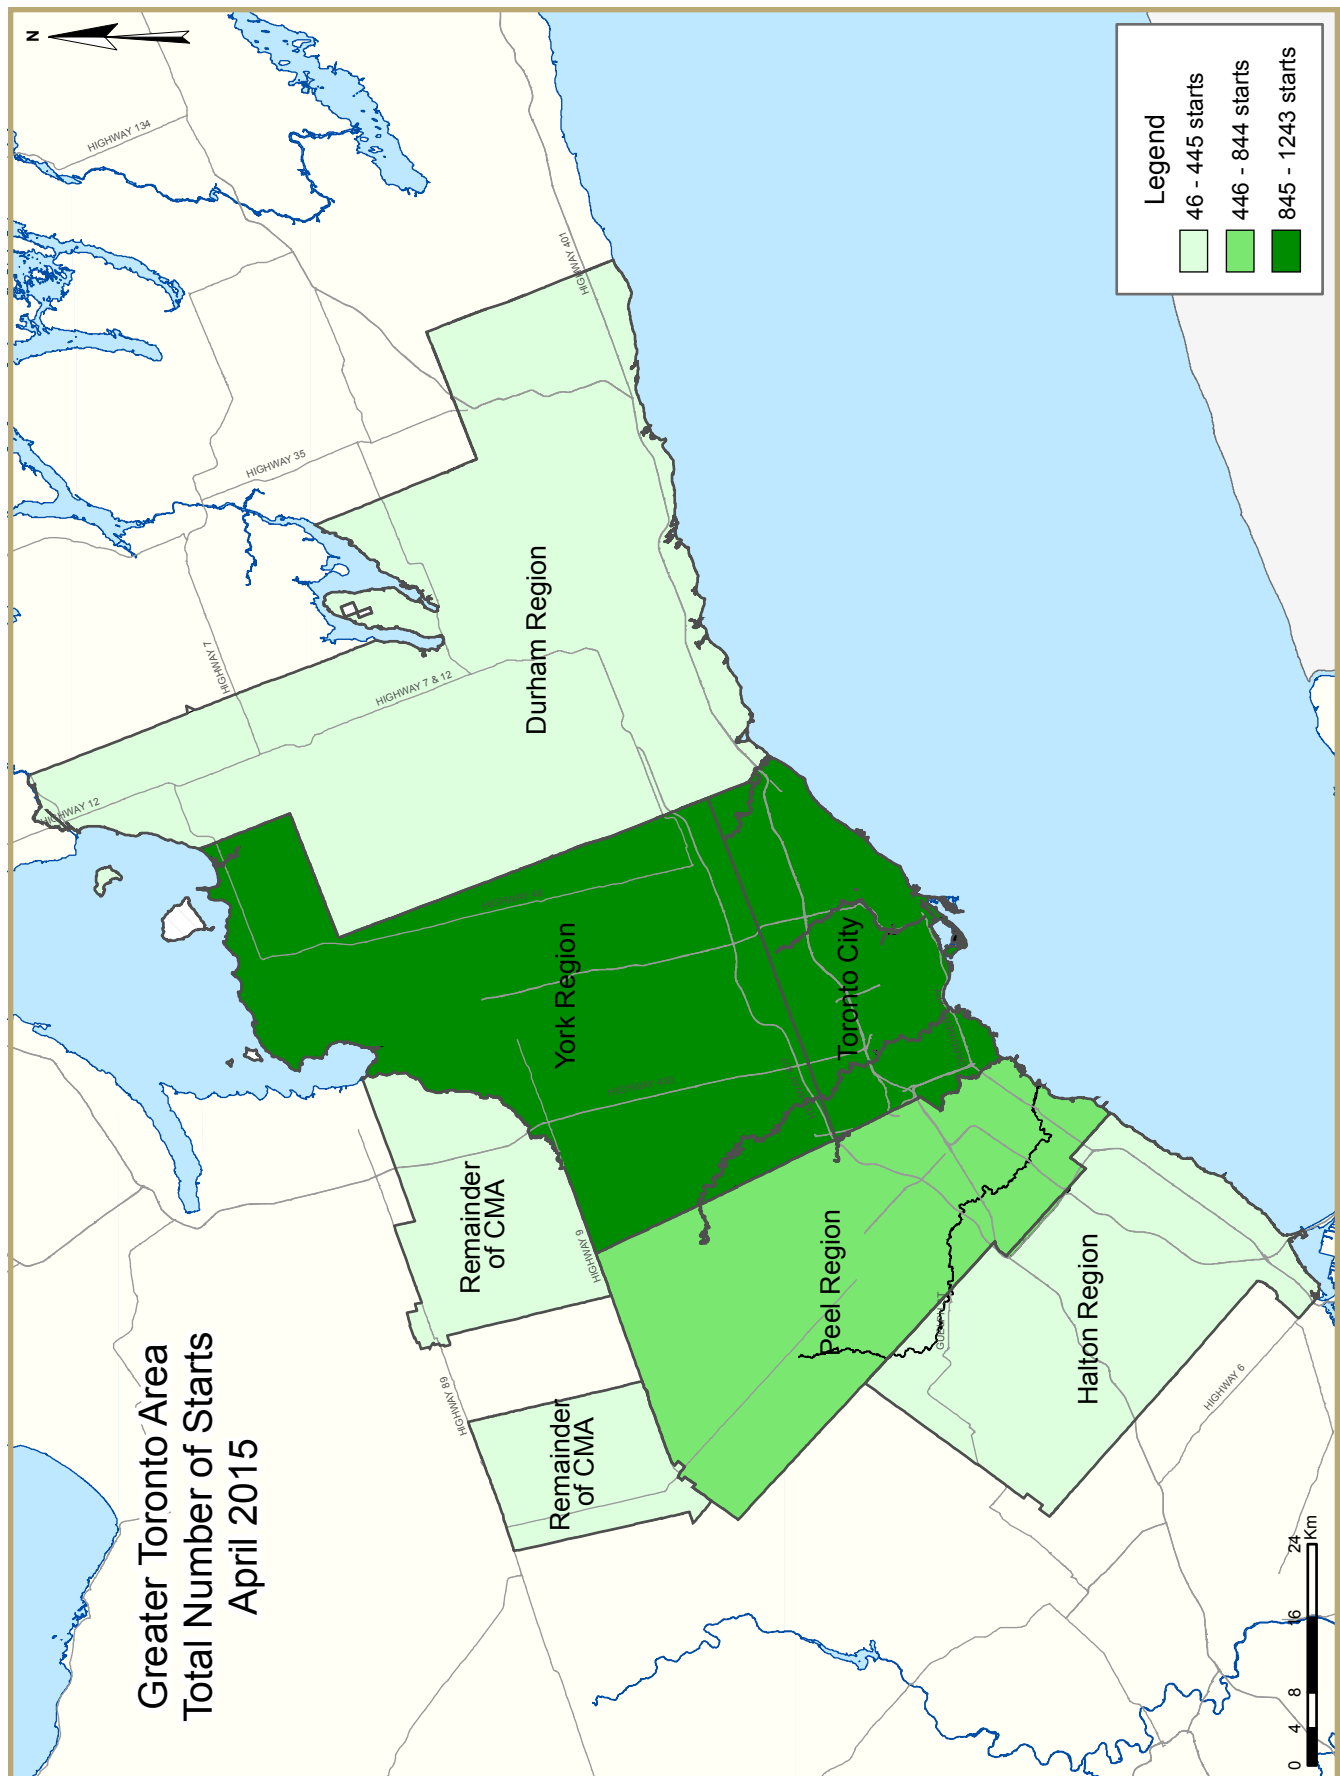 Greater Toronto Area
Total Number of Starts
April 2015
N
HIGHWAY 134
HIGHWAY 401
HIGHWAY 35
HIGHWAY 7
HIGHWAY 7 & 12
HIGHWAY 12
Durham Region
York Region
Toronto City
Remainder
of CMA
HIGHWAY 9
HIGHWAY 89
Remainder
of CMA
Peel Region
Halton Region
HIGHWAY 6
Legend
46 - 445 starts
446 - 844 starts
845 - 1243 starts
0 4 8 16 24
Km